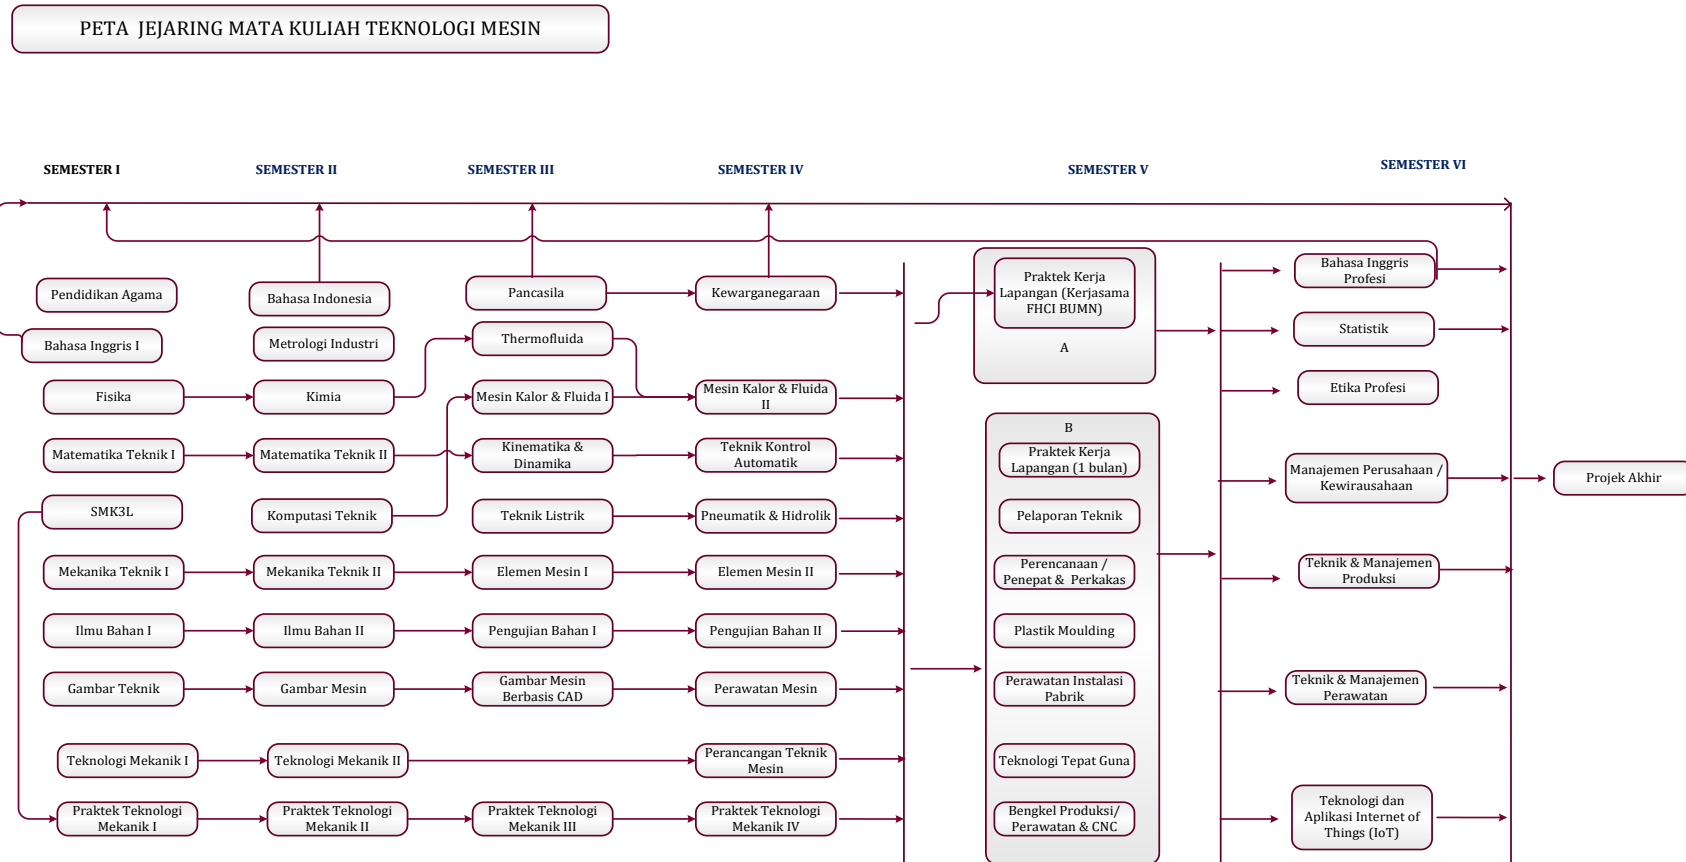 PETA JEJARING MATA KULIAH TEKNOLOGI MESIN
SEMESTER I
SEMESTER II
SEMESTER III
SEMESTER IV
SEMESTER V
SEMESTER VI
Pendidikan Agama
Bahasa Inggris I
Fisika
Matematika Teknik I
SMK3L
Mekanika Teknik I
Ilmu Bahan I
Gambar Teknik
Teknologi Mekanik I
Praktek Teknologi
Mekanik I
Bahasa Indonesia
Metrologi Industri
Kimia
Matematika Teknik II
Komputasi Teknik
Mekanika Teknik II
Ilmu Bahan II
Gambar Mesin
Teknologi Mekanik II
Praktek Teknologi
Mekanik II
Pancasila
Thermofluida
Mesin Kalor & Fluida I
Kinematika &
Dinamika
Teknik Listrik
Elemen Mesin I
Pengujian Bahan I
Gambar Mesin
Berbasis CAD
Praktek Teknologi
Mekanik III
Kewarganegaraan
Mesin Kalor & Fluida
II
Teknik Kontrol
Automatik
Pneumatik & Hidrolik
Elemen Mesin II
Pengujian Bahan II
Perawatan Mesin
Perancangan Teknik
Mesin
Praktek Teknologi
Mekanik IV
Praktek Kerja
Lapangan (Kerjasama
FHCI BUMN)
A
B
Praktek Kerja
Lapangan (1 bulan)
Pelaporan Teknik
Perencanaan /
Penepat & Perkakas
Plastik Moulding
Perawatan Instalasi
Pabrik
Teknologi Tepat Guna
Bengkel Produksi/
Perawatan & CNC
Bahasa Inggris
Profesi
Statistik
Etika Profesi
Manajemen Perusahaan /
Kewirausahaan
Teknik & Manajemen
Produksi
Teknik & Manajemen
Perawatan
Teknologi dan
Aplikasi Internet of
Things (IoT)
Projek Akhir